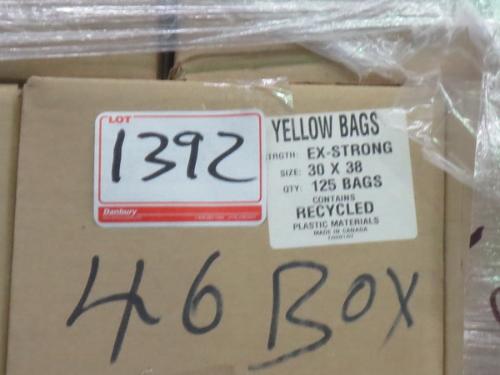 LOT
1392
Danbury
YELLOW BAGS
TRGTH: EX-STRONG
SIZE: 30 X 38
QTY: 125 BAGS
CONTAINS
RECYCLED
PLASTIC MATERIALS
MADE IN CANADA
46 BOX